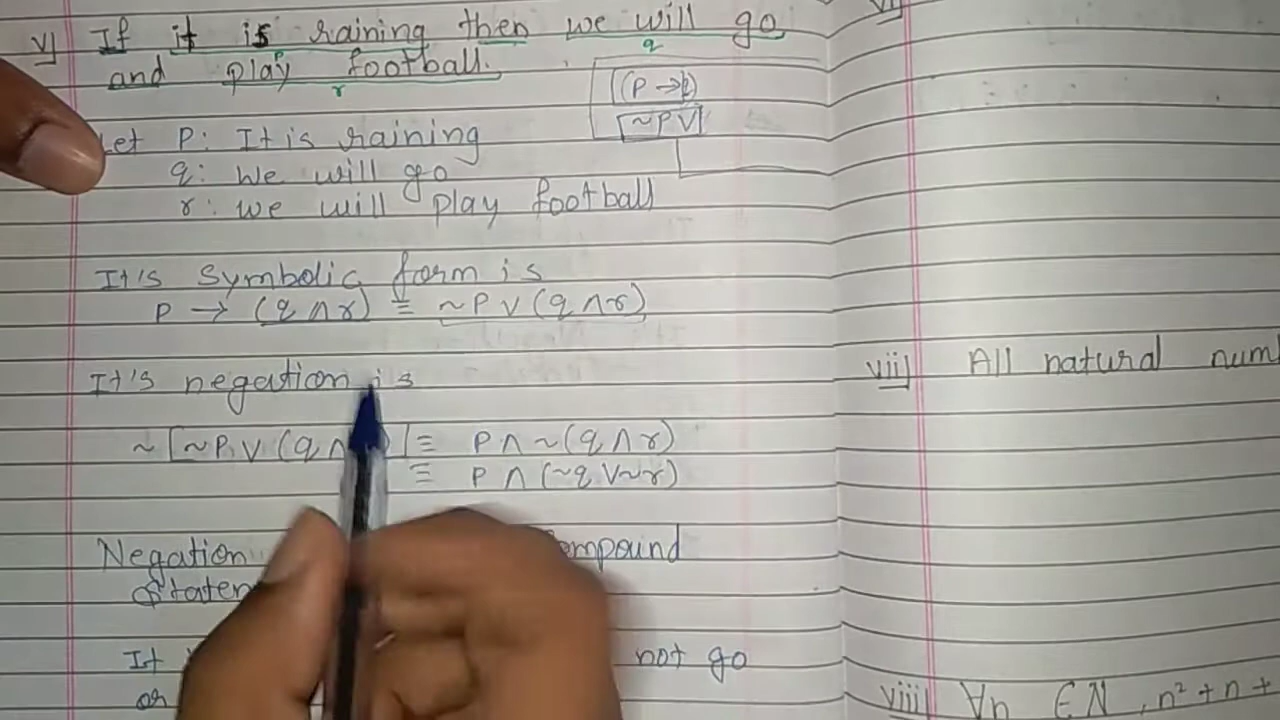 v) If it is raining then we will go
and play football.
p
q
r
(P → q)
~P V
Let P: It is raining
q: We will go
r: we will play football
It's Symbolic form is
P → (q ∧ r) ≡ ~P ∨ (q ∧ r)
It's negation is
~[~P ∨ (q ∧ )] ≡ P ∧ ~(q ∧ r)
≡ P ∧ (~q ∨ ~r)
Negation ompound
Statem
It not go
or
vii) All natural num
viii) ∀n ∈ N, n² + n +